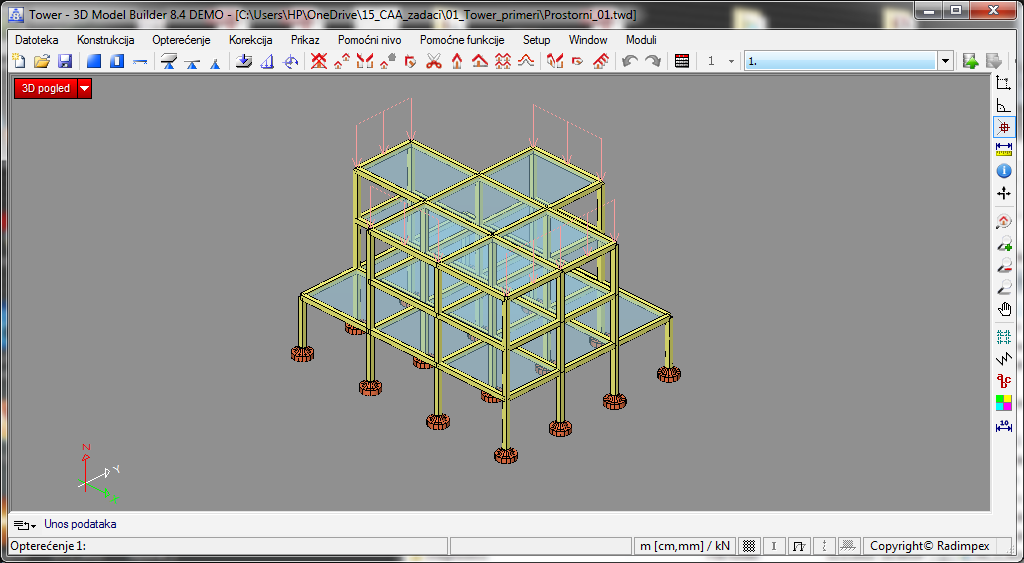 Tower - 3D Model Builder 8.4 DEMO - [C:\Users\HP\OneDrive\15_CAA_zadaci\01_Tower_primeri\Prostorni_01.twd]
Datoteka Konstrukcija Opterećenje Korekcija Prikaz Pomoćni nivo Pomoćne funkcije Setup Window Moduli
1 1.
3D pogled
10
Z
Y
X
Unos podataka
Opterećenje 1: m [cm,mm] / kN Copyright© Radimpex